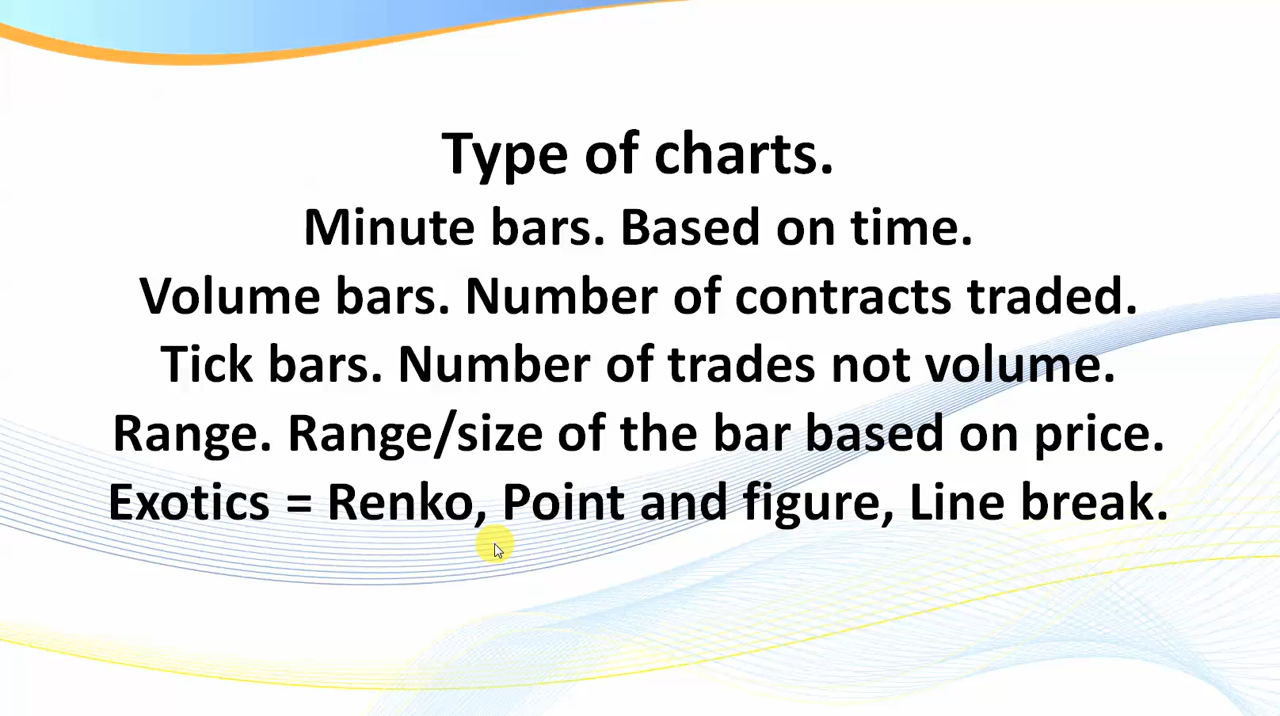 Type of charts.
Minute bars. Based on time.
Volume bars. Number of contracts traded.
Tick bars. Number of trades not volume.
Range. Range/size of the bar based on price.
Exotics = Renko, Point and figure, Line break.